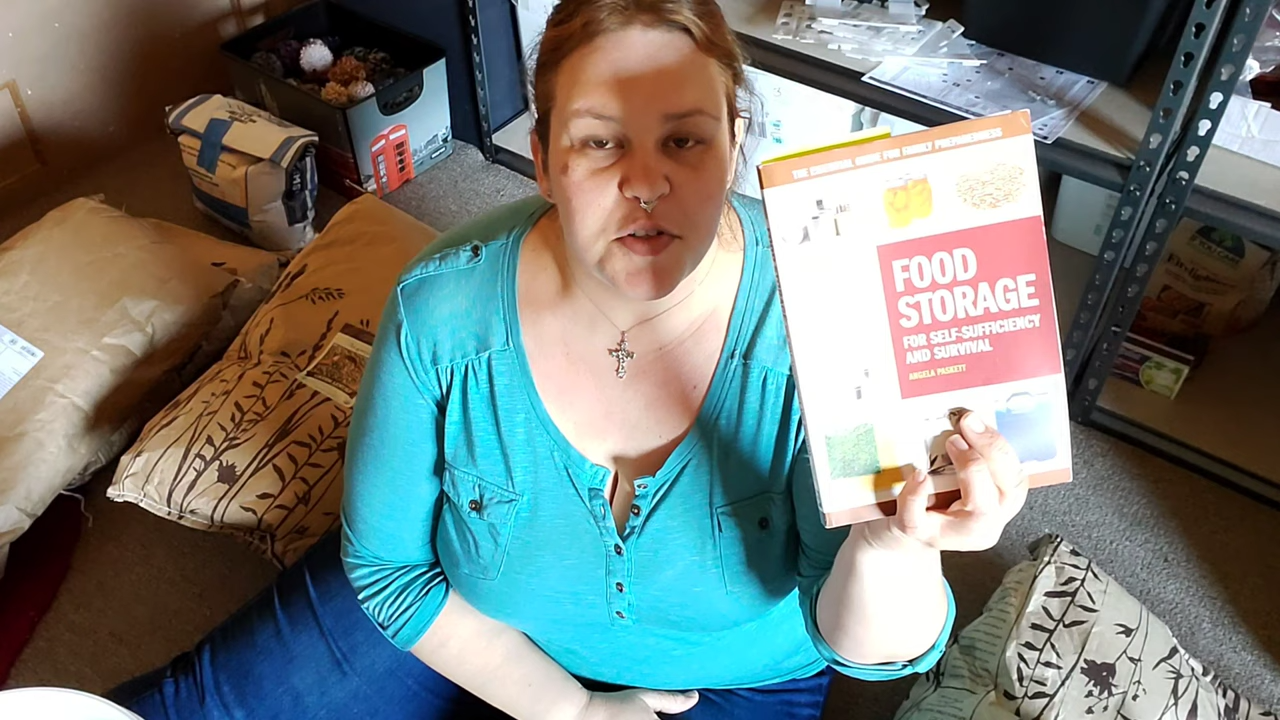 THE ESSENTIAL GUIDE FOR FAMILY PREPAREDNESS
FOOD
STORAGE
FOR SELF-SUFFICIENCY
AND SURVIVAL
ANGELA PASKETT